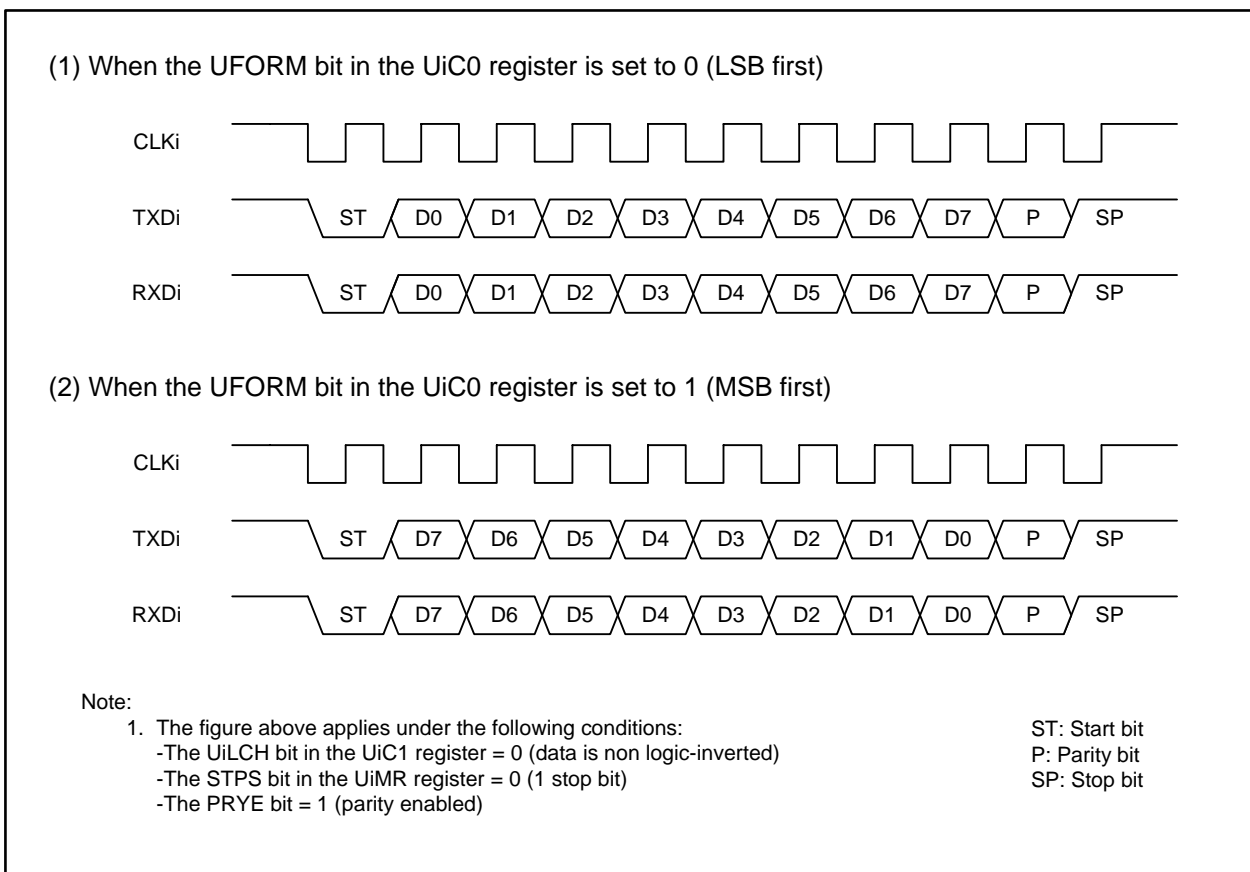 (1) When the UFORM bit in the UiC0 register is set to 0 (LSB first)
CLKi
TXDi ST D0 D1 D2 D3 D4 D5 D6 D7 P SP
RXDi ST D0 D1 D2 D3 D4 D5 D6 D7 P SP
(2) When the UFORM bit in the UiC0 register is set to 1 (MSB first)
CLKi
TXDi ST D7 D6 D5 D4 D3 D2 D1 D0 P SP
RXDi ST D7 D6 D5 D4 D3 D2 D1 D0 P SP
Note:
1. The figure above applies under the following conditions:
-The UiLCH bit in the UiC1 register = 0 (data is non logic-inverted)
-The STPS bit in the UiMR register = 0 (1 stop bit)
-The PRYE bit = 1 (parity enabled)
ST: Start bit
P: Parity bit
SP: Stop bit